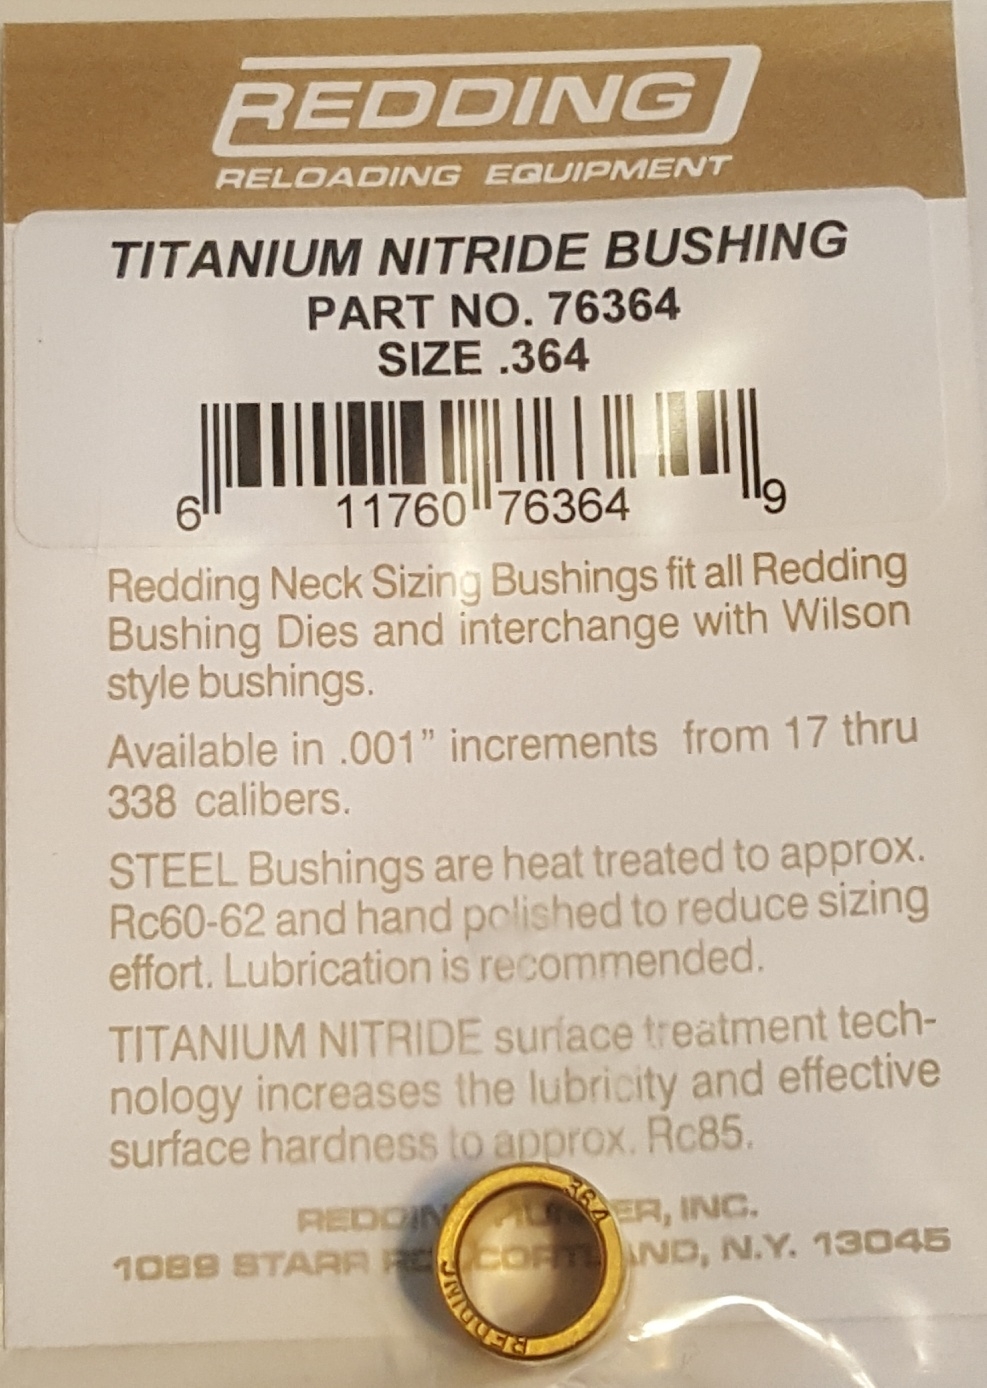 REDDING
RELOADING EQUIPMENT
TITANIUM NITRIDE BUSHING
PART NO. 76364
SIZE .364
6 11760 76364 9
Redding Neck Sizing Bushings fit all Redding
Bushing Dies and interchange with Wilson
style bushings.
Available in .001” increments from 17 thru
338 calibers.
STEEL Bushings are heat treated to approx.
Rc60-62 and hand polished to reduce sizing
effort. Lubrication is recommended.
TITANIUM NITRIDE surface treatment tech-
nology increases the lubricity and effective
surface hardness to approx. Rc85.
364
REDDING
INC.
STARR N.Y. 13045